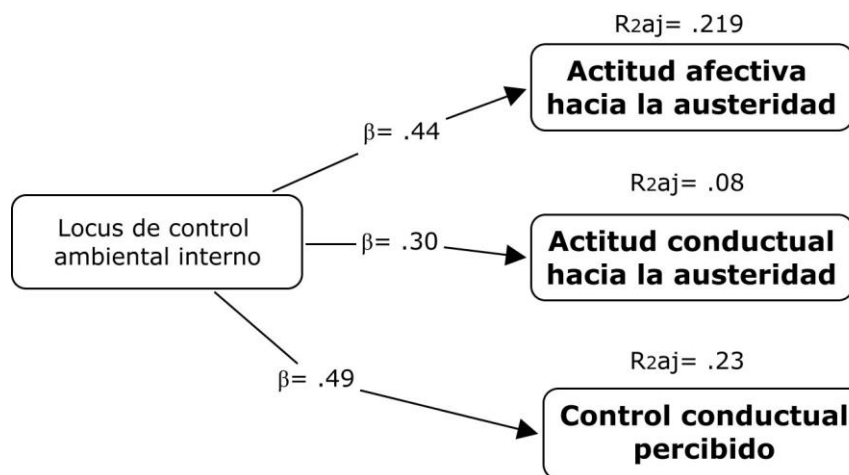 R2aj= .219
Actitud afectiva
hacia la austeridad
β= .44
R2aj= .08
Locus de control
ambiental interno
β= .30
Actitud conductual
hacia la austeridad
R2aj= .23
β= .49
Control conductual
percibido